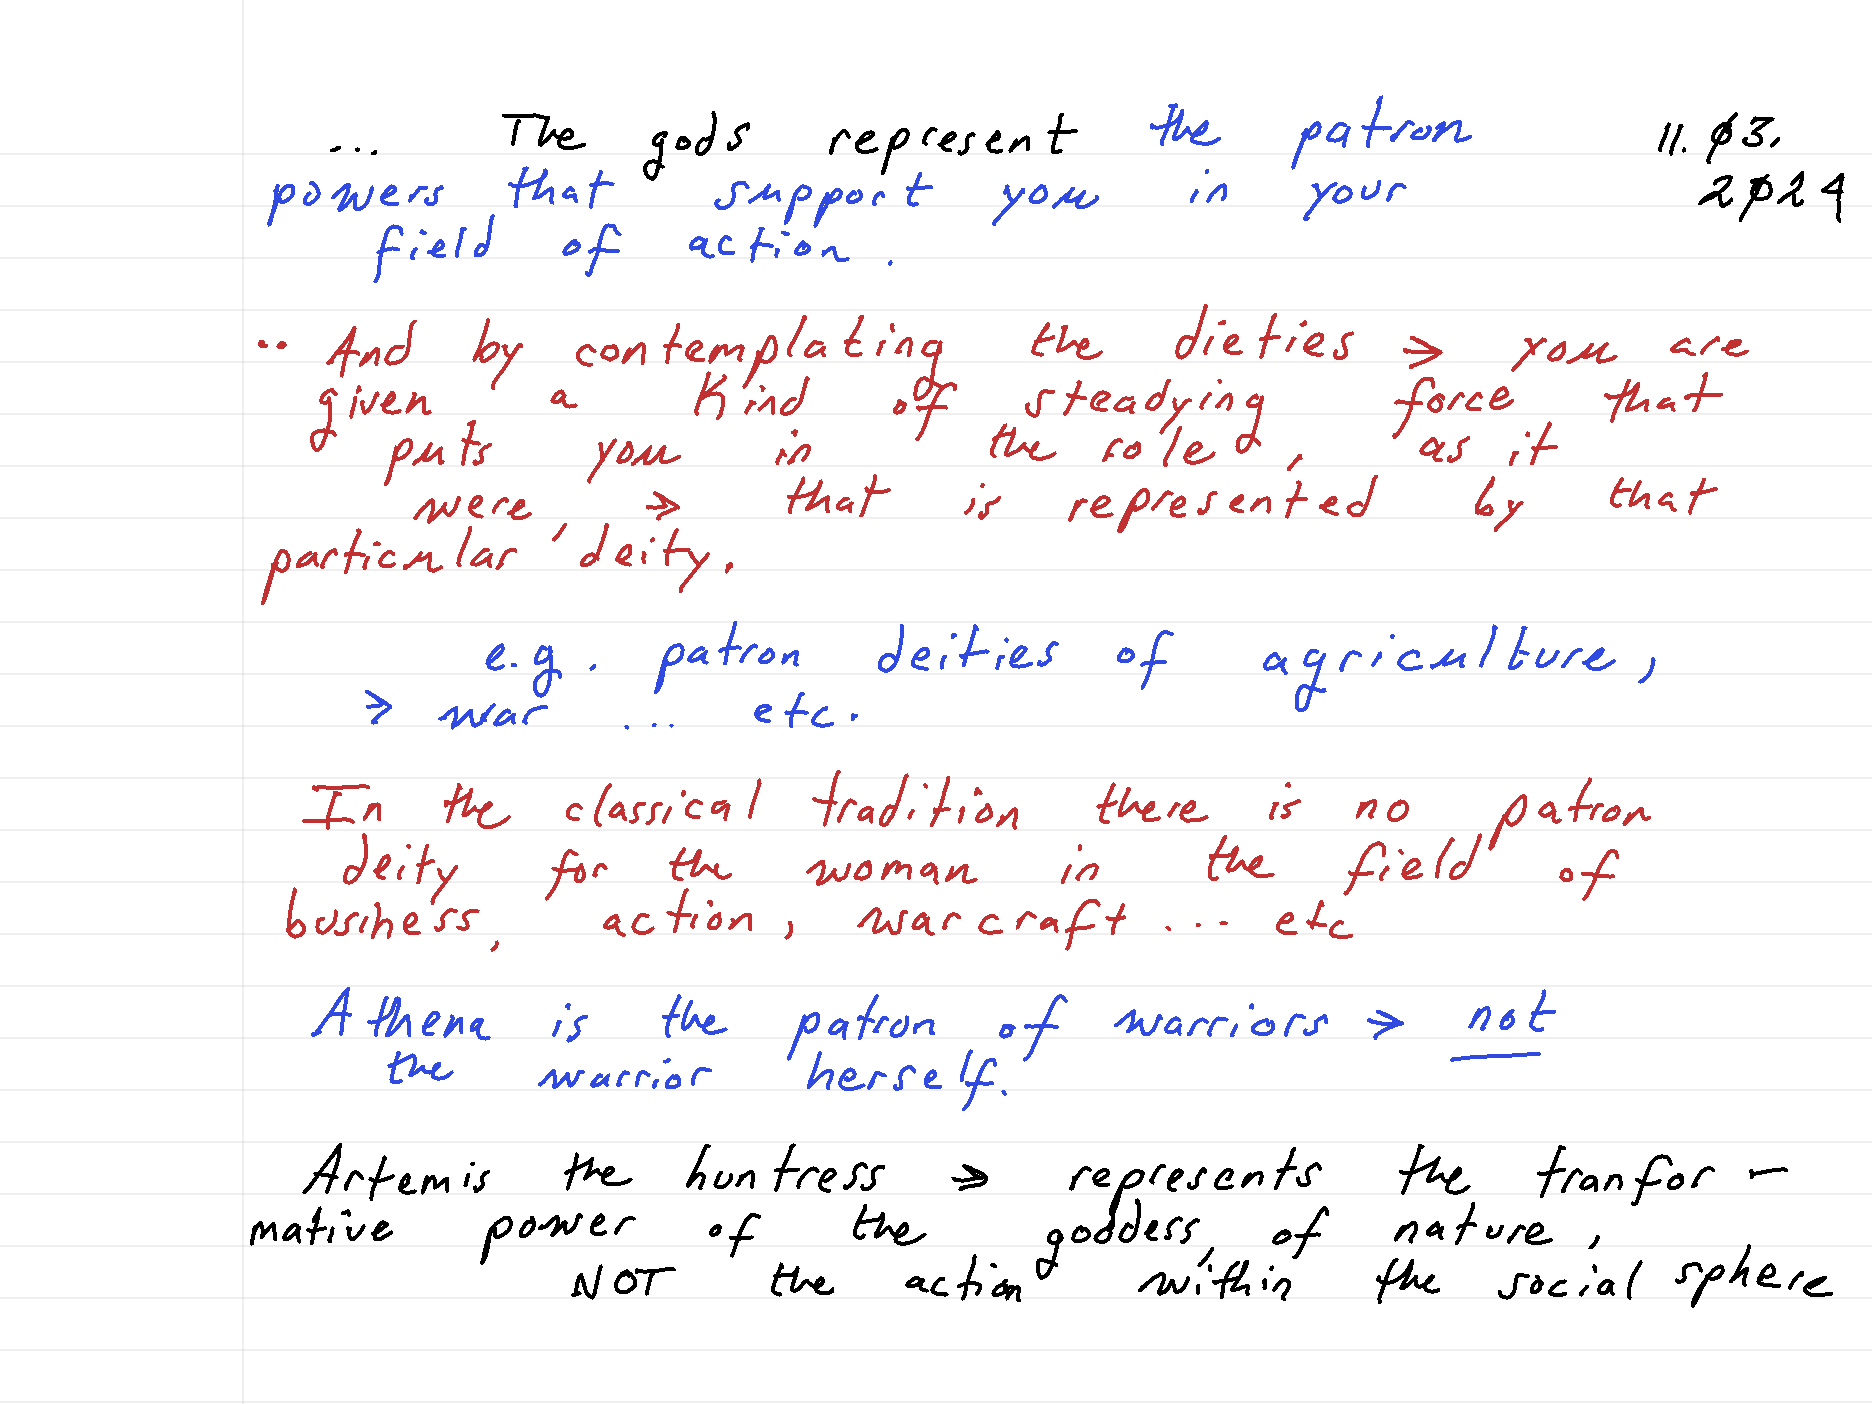 ... The gods represent the patron 11. ø3.
powers that support you in your 2ø24
field of action.
.. And by contemplating the dieties → you are
given a kind of steadying force that
puts you in the role, as it
were, → that is represented by that
particular deity.
e.g. patron deities of agriculture,
→ war ... etc.
In the classical tradition there is no patron
deity for the woman in the field of
business, action, warcraft ... etc
Athena is the patron of warriors → not
the warrior herself.
Artemis the huntress → represents the tranfor-
mative power of the goddess, of nature,
NOT the action within the social sphere